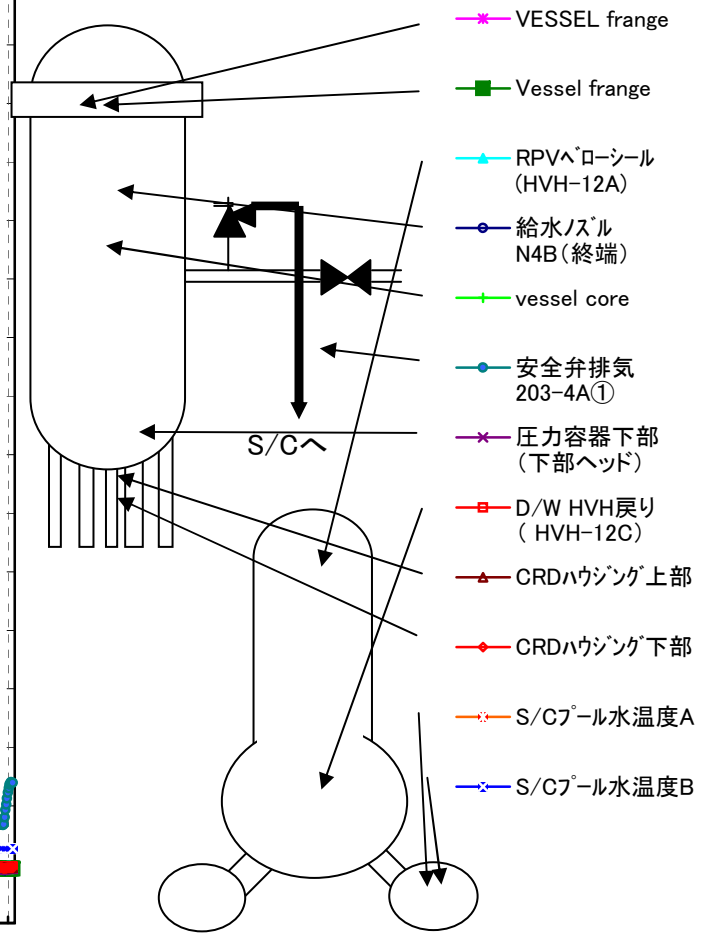 VESSEL frange
Vessel frange
RPVベローシール
(HVH-12A)
給水ノズル
N4B(終端)
vessel core
安全弁排気
203-4A①
圧力容器下部
(下部ヘッド)
D/W HVH戻り
( HVH-12C)
CRDハウジング上部
CRDハウジング下部
S/Cプール水温度A
S/Cプール水温度B
S/Cへ